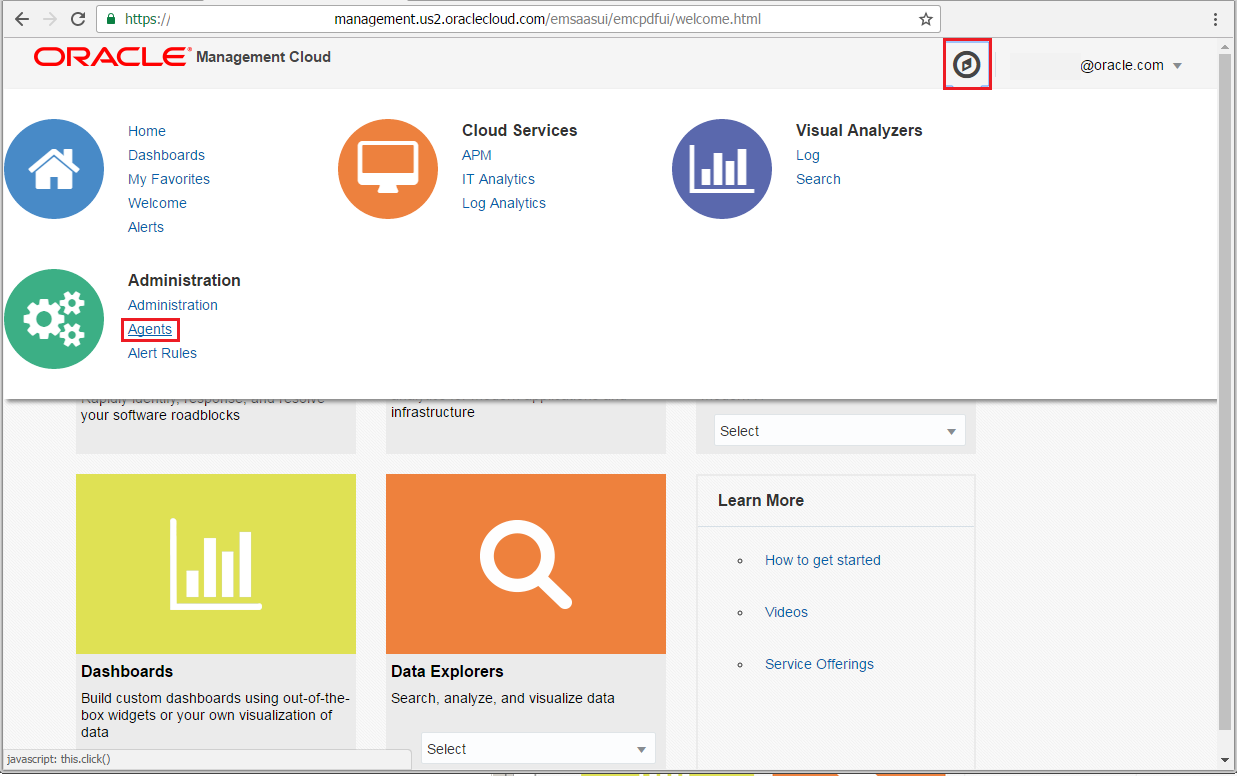 https:// management.us2.oraclecloud.com/emsaasui/emcpdfui/welcome.html
ORACLE® Management Cloud
@oracle.com
Home
Dashboards
My Favorites
Welcome
Alerts
Cloud Services
APM
IT Analytics
Log Analytics
Visual Analyzers
Log
Search
Administration
Administration
Agents
Alert Rules
Rapidly identify, response, and resolve
your software roadblocks
infrastructure
Select
Dashboards
Build custom dashboards using out-of-the-
box widgets or your own visualization of
data
Data Explorers
Search, analyze, and visualize data
Select
Learn More
How to get started
Videos
Service Offerings
javascript: this.click()